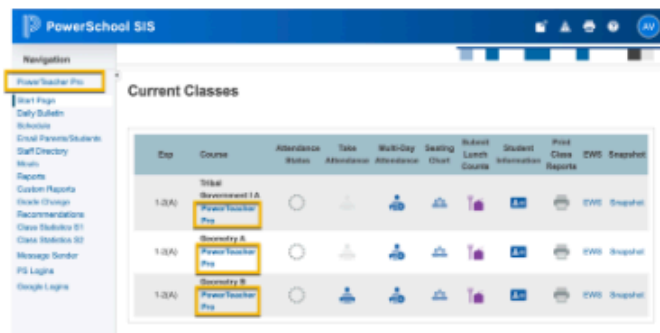 PowerSchool SIS
AV
Navigation
PowerTeacher Pro
Start Page
Daily Bulletin
Schedule
Email Parents/Students
Staff Directory
Meals
Reports
Custom Reports
Grade Change
Recommendations
Class Statistics S1
Class Statistics S2
Message Sender
PS Logins
Google Logins
Current Classes
Exp Course Attendance Status Take Attendance Multi-Day Attendance Seating Chart Submit Lunch Counts Student Information Print Class Reports EWS Snapshot
1-2(A) Tribal Government I A PowerTeacher Pro EWS Snapshot
1-2(A) Geometry A PowerTeacher Pro EWS Snapshot
1-2(A) Geometry B PowerTeacher Pro EWS Snapshot